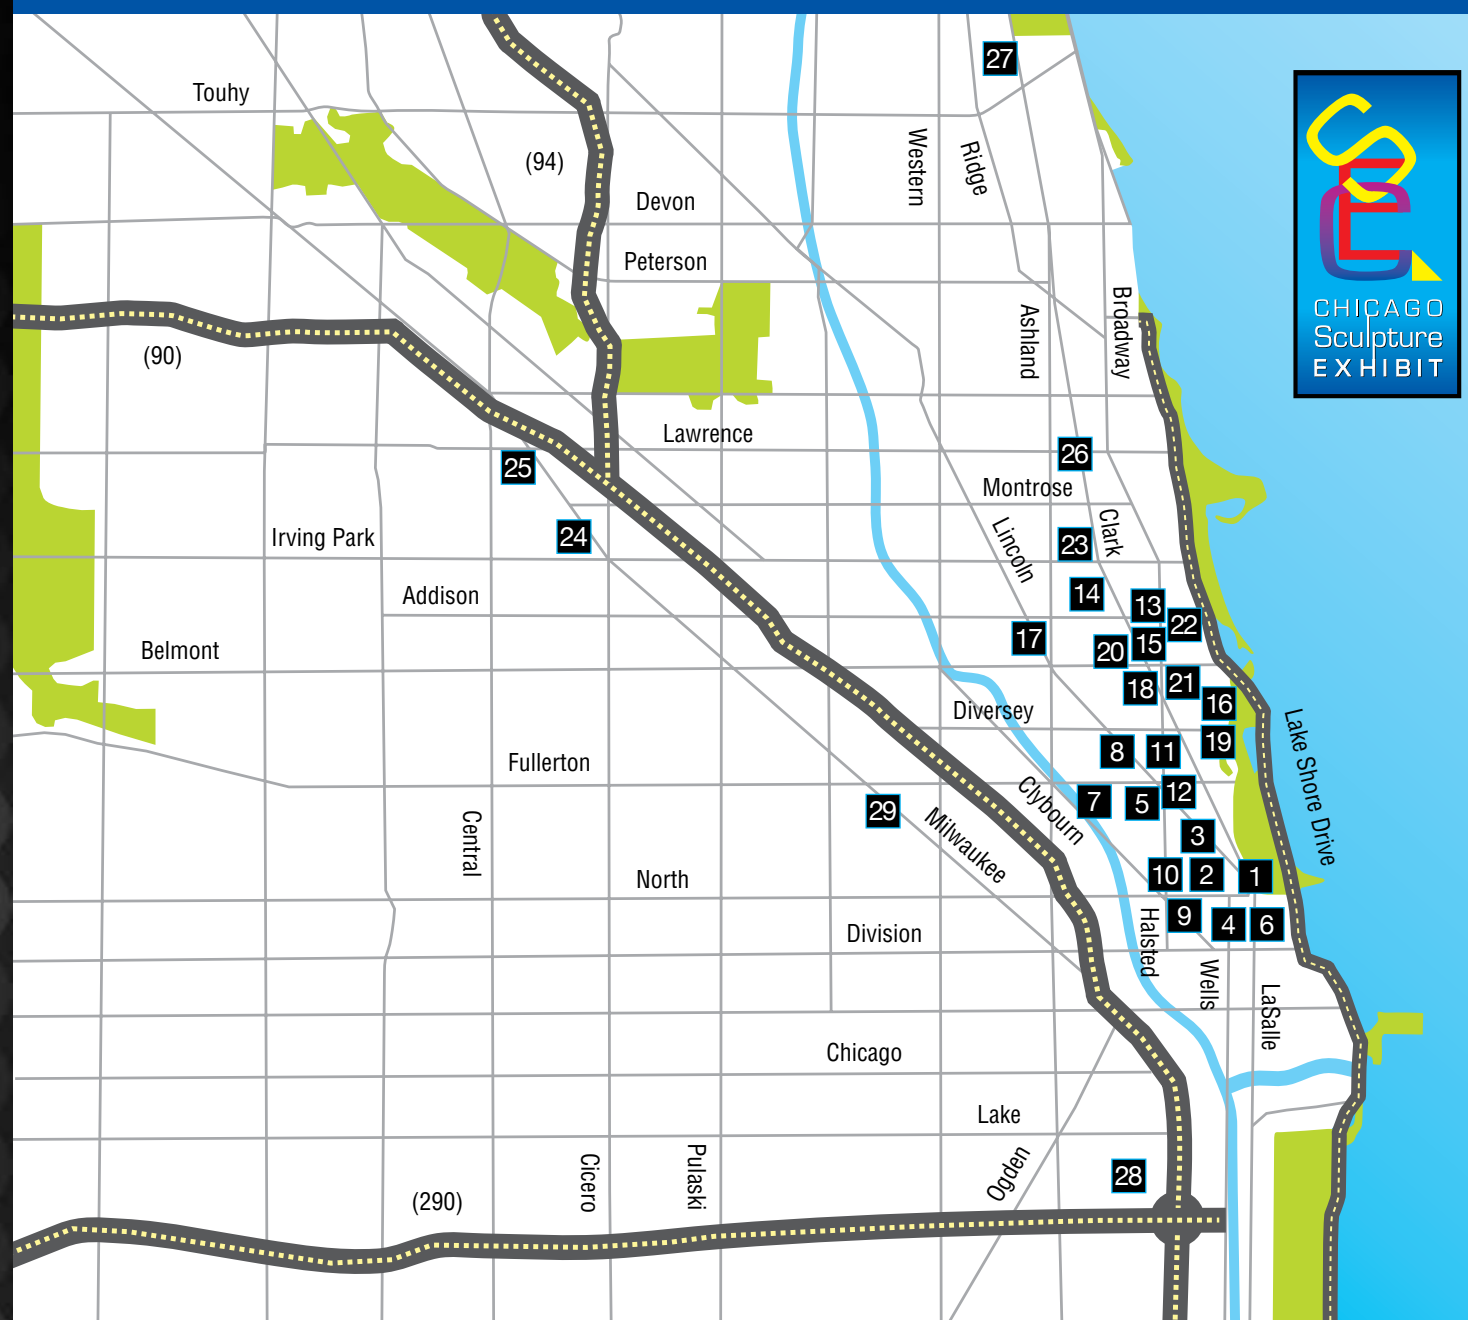 27
Touhy
Western
Ridge
(94)
Devon
Peterson
CHICAGO
Sculpture
EXHIBIT
Broadway
Ashland
(90)
Lawrence
26
25
Montrose
Clark
Lincoln
24
Irving Park
23
14
Addison
13
22
17
15
20
Belmont
21
18
16
Diversey
Lake Shore Drive
19
8
11
Fullerton
12
7
5
Clybourn
29
Milwaukee
Central
3
10
2
1
North
9
4
6
Halsted
Division
Wells
LaSalle
Chicago
Lake
Ogden
Cicero
Pulaski
28
(290)